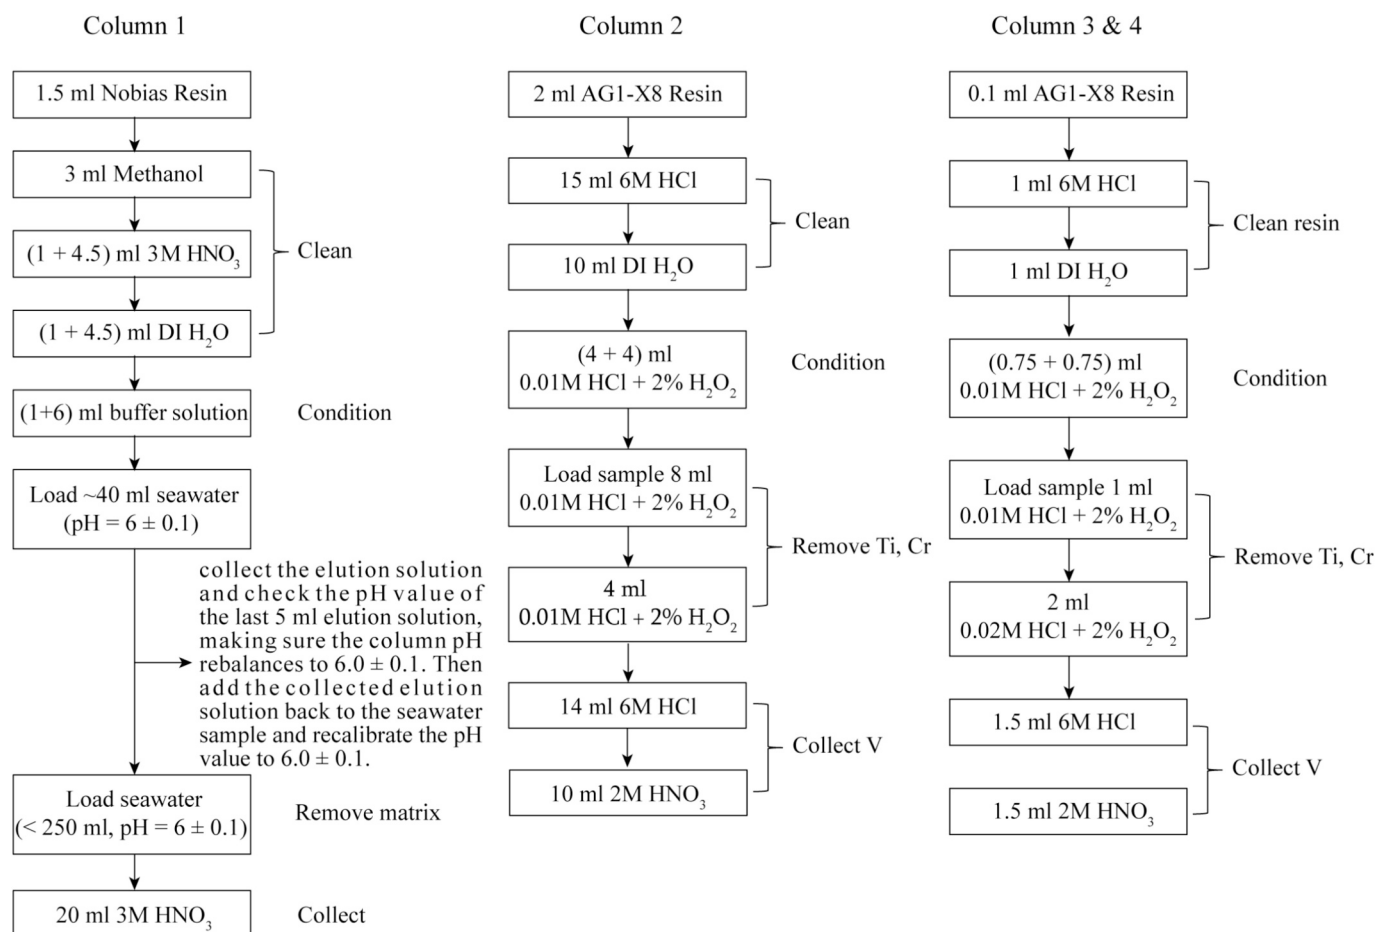 Column 1
1.5 ml Nobias Resin
3 ml Methanol
(1 + 4.5) ml 3M HNO₃
(1 + 4.5) ml DI H₂O
Clean
(1+6) ml buffer solution
Condition
Load ~40 ml seawater
(pH = 6 ± 0.1)
collect the elution solution
and check the pH value of
the last 5 ml elution solution,
making sure the column pH
rebalances to 6.0 ± 0.1. Then
add the collected elution
solution back to the seawater
sample and recalibrate the pH
value to 6.0 ± 0.1.
Load seawater
(< 250 ml, pH = 6 ± 0.1)
Remove matrix
20 ml 3M HNO₃
Collect
Column 2
2 ml AG1-X8 Resin
15 ml 6M HCl
10 ml DI H₂O
Clean
(4 + 4) ml
0.01M HCl + 2% H₂O₂
Condition
Load sample 8 ml
0.01M HCl + 2% H₂O₂
4 ml
0.01M HCl + 2% H₂O₂
Remove Ti, Cr
14 ml 6M HCl
10 ml 2M HNO₃
Collect V
Column 3 & 4
0.1 ml AG1-X8 Resin
1 ml 6M HCl
1 ml DI H₂O
Clean resin
(0.75 + 0.75) ml
0.01M HCl + 2% H₂O₂
Condition
Load sample 1 ml
0.01M HCl + 2% H₂O₂
2 ml
0.02M HCl + 2% H₂O₂
Remove Ti, Cr
1.5 ml 6M HCl
1.5 ml 2M HNO₃
Collect V